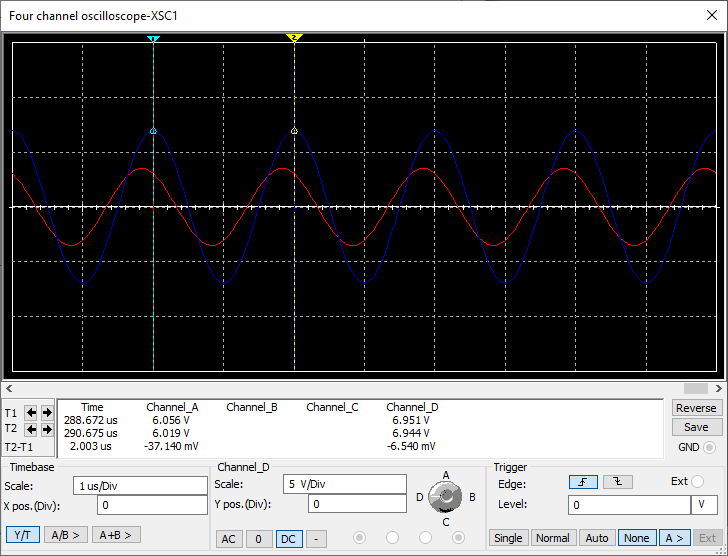 Four channel oscilloscope-XSC1
1 2
Time Channel_A Channel_B Channel_C Channel_D
T1 288.672 us 6.056 V 6.951 V
T2 290.675 us 6.019 V 6.944 V
T2-T1 2.003 us -37.140 mV -6.540 mV
Reverse
Save
GND
Timebase
Scale: 1 us/Div
X pos.(Div): 0
Y/T A/B > A+B >
Channel_D
Scale: 5 V/Div
Y pos.(Div): 0
AC 0 DC -
A
D B
C
Trigger
Edge: Ext
Level: 0 V
Single Normal Auto None A > Ext